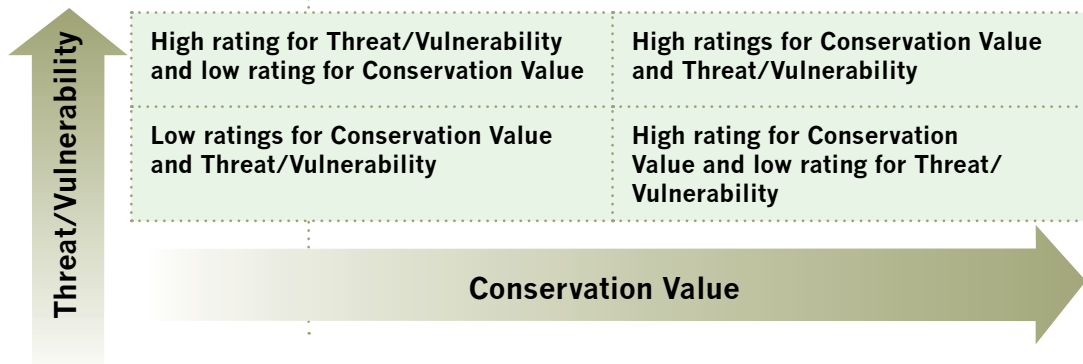 Threat/Vulnerability
High rating for Threat/Vulnerability
and low rating for Conservation Value
High ratings for Conservation Value
and Threat/Vulnerability
Low ratings for Conservation Value
and Threat/Vulnerability
High rating for Conservation
Value and low rating for Threat/
Vulnerability
Conservation Value